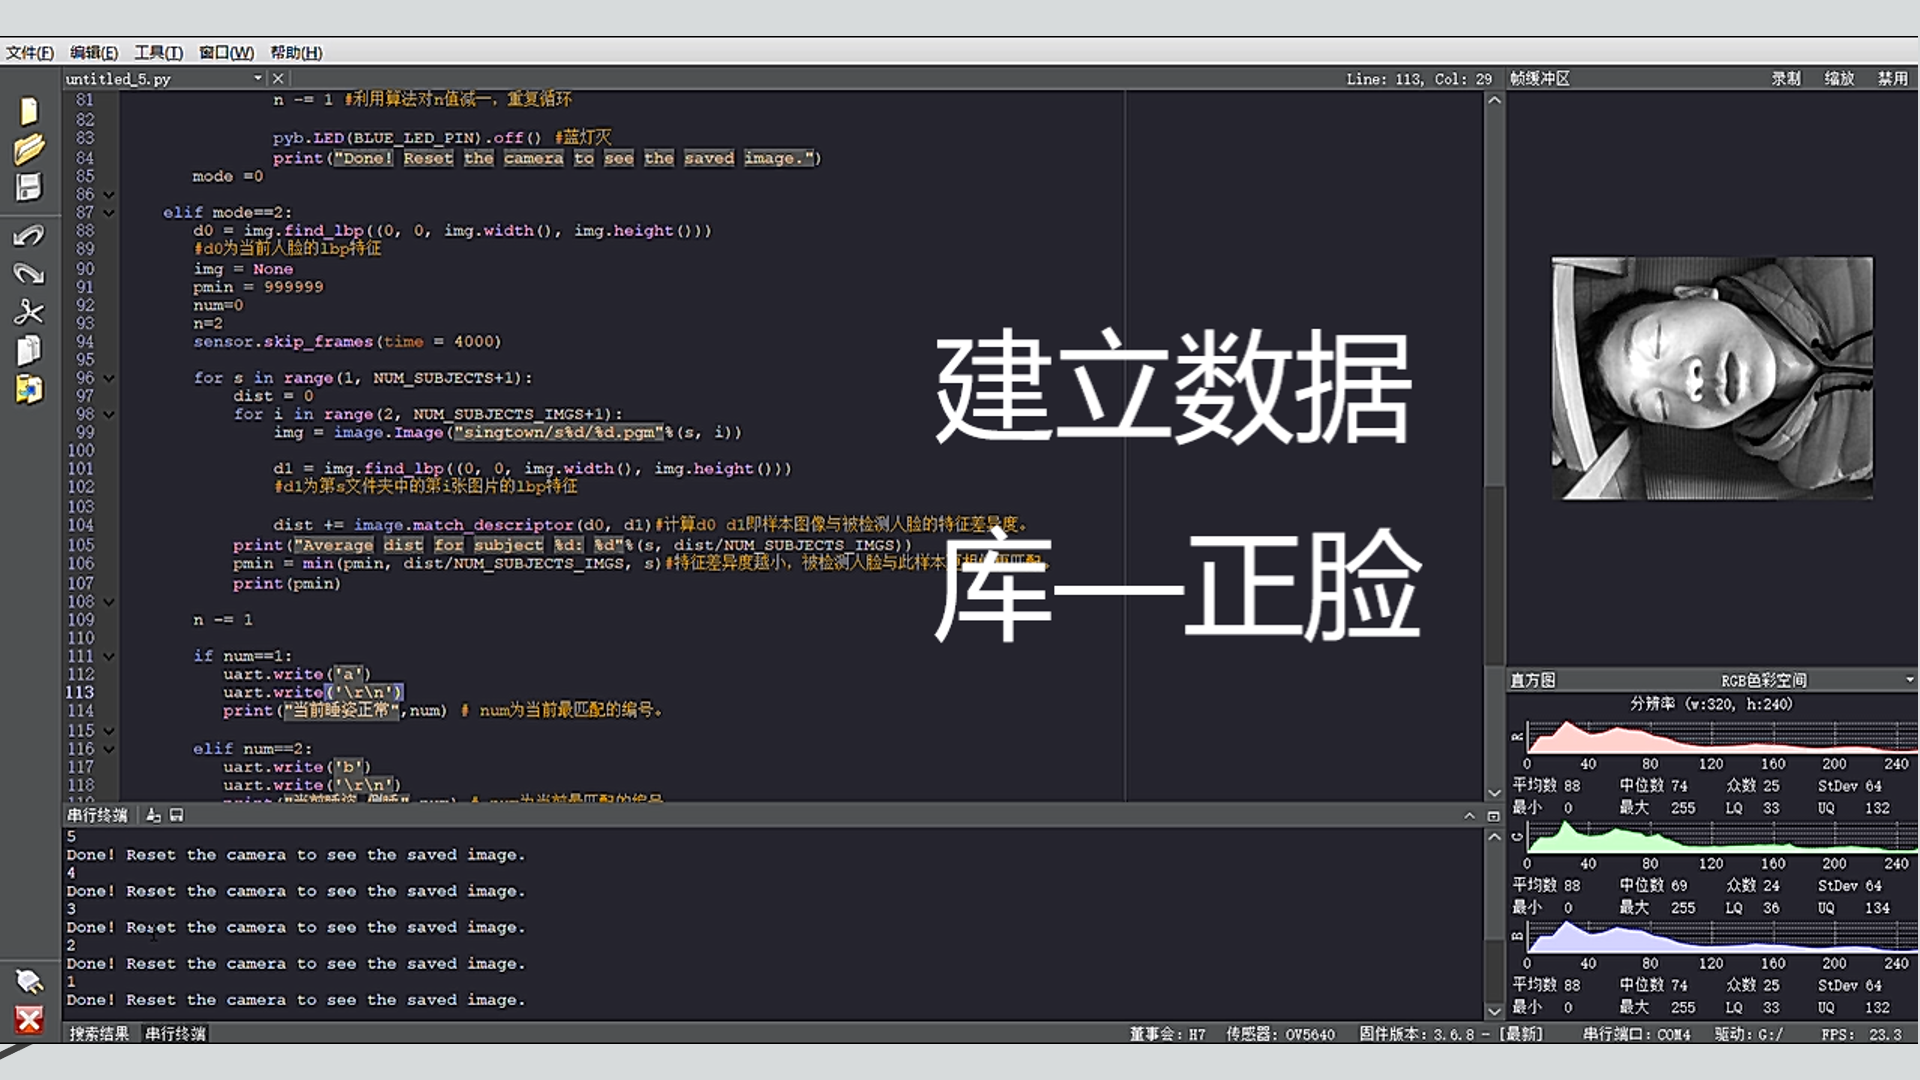 文件(F) 编辑(E) 工具(T) 窗口(W) 帮助(H)
untitled_5.py Line: 113, Col: 29 帧缓冲区 录制 缩放 禁用
81 n -= 1 #利用算法对n值减一，重复循环
82
83 pyb.LED(BLUE_LED_PIN).off() #蓝灯灭
84 print("Done! Reset the camera to see the saved image.")
85 mode =0
86
87 elif mode==2:
88 d0 = img.find_lbp((0, 0, img.width(), img.height()))
89 #d0为当前人脸的lbp特征
90 img = None
91 pmin = 999999
92 num=0
93 n=2
94 sensor.skip_frames(time = 4000)
95
96 for s in range(1, NUM_SUBJECTS+1):
97 dist = 0
98 for i in range(2, NUM_SUBJECTS_IMGS+1):
99 img = image.Image("singtown/s%d/%d.pgm"%(s, i))
100
101 d1 = img.find_lbp((0, 0, img.width(), img.height()))
102 #d1为第s文件夹中的第i张图片的lbp特征
103
104 dist += image.match_descriptor(d0, d1)#计算d0 d1即样本图像与被检测人脸的特征差异度。
105 print("Average dist for subject %d: %d"%(s, dist/NUM_SUBJECTS_IMGS))
106 pmin = min(pmin, dist/NUM_SUBJECTS_IMGS, s)#特征差异度越小，被检测人脸与此样本
107 print(pmin)
108
109 n -= 1
110
111 if num==1:
112 uart.write('a')
113 uart.write('\r\n')
114 print("当前睡姿正常",num) # num为当前最匹配的编号。
115
116 elif num==2:
117 uart.write('b')
118 uart.write('\r\n')
建立数据
库—正脸
串行终端
5
Done! Reset the camera to see the saved image.
4
Done! Reset the camera to see the saved image.
3
Done! Reset the camera to see the saved image.
2
Done! Reset the camera to see the saved image.
1
Done! Reset the camera to see the saved image.
搜索结果 串行终端
直方图 RGB色彩空间
分辨率 (w:320, h:240)
R
0 40 80 120 160 200 240
平均数 88 中位数 74 众数 25 StDev 64
最小 0 最大 255 LQ 33 UQ 132
G
0 40 80 120 160 200 240
平均数 88 中位数 69 众数 24 StDev 64
最小 0 最大 255 LQ 36 UQ 134
B
0 40 80 120 160 200 240
平均数 88 中位数 74 众数 25 StDev 64
最小 0 最大 255 LQ 33 UQ 132
董事会: H7 传感器: OV5640 固件版本: 3.6.8 - [最新] 串行端口: COM4 驱动: G:/ FPS: 23.3